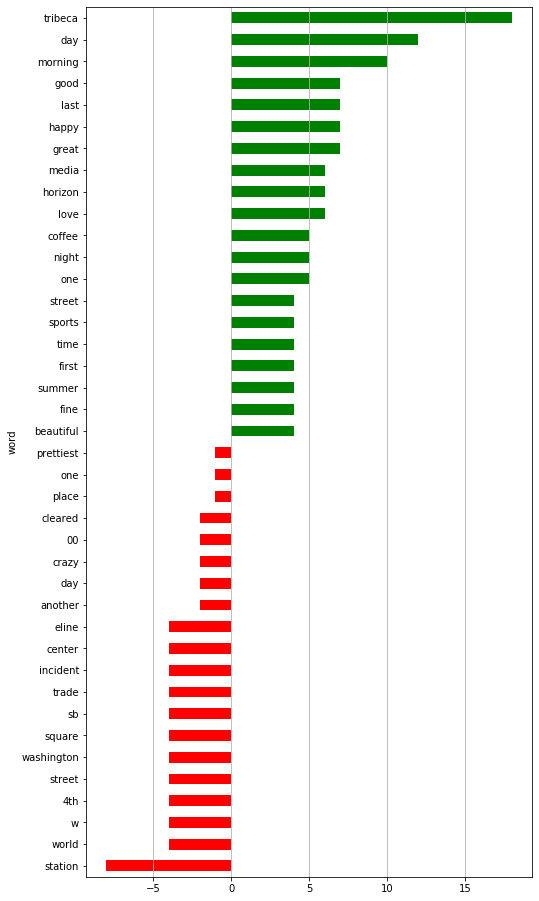 tribeca
day
morning
good
last
happy
great
media
horizon
love
coffee
night
one
street
sports
time
first
summer
fine
beautiful
prettiest
one
place
cleared
00
crazy
day
another
eline
center
incident
trade
sb
square
washington
street
4th
w
world
station
word
−5 0 5 10 15